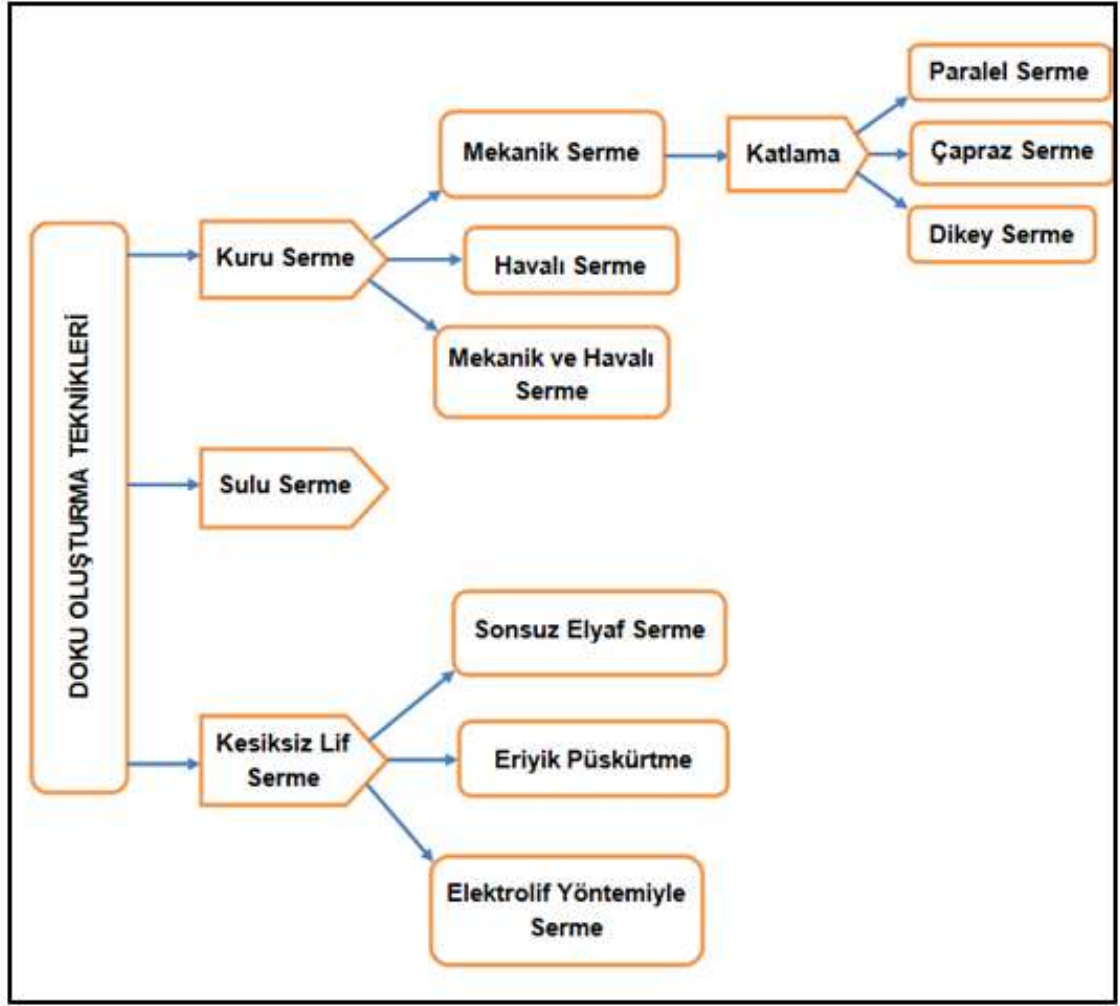 DOKU OLUŞTURMA TEKNİKLERİ
Kuru Serme
Mekanik Serme
Katlama
Paralel Serme
Çapraz Serme
Dikey Serme
Havalı Serme
Mekanik ve Havalı
Serme
Sulu Serme
Kesiksiz Lif
Serme
Sonsuz Elyaf Serme
Eriyik Püskürtme
Elektrolif Yöntemiyle
Serme